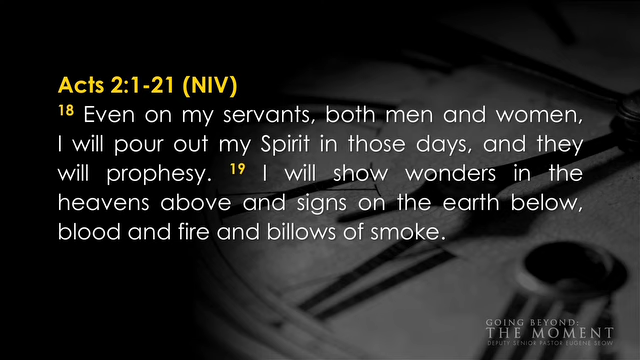 Acts 2:1-21 (NIV)
18 Even on my servants, both men and women,
I will pour out my Spirit in those days, and they
will prophesy. 19 I will show wonders in the
heavens above and signs on the earth below,
blood and fire and billows of smoke.
GOING BEYOND:
THE MOMENT
DEPUTY SENIOR PASTOR EUGENE SEOW